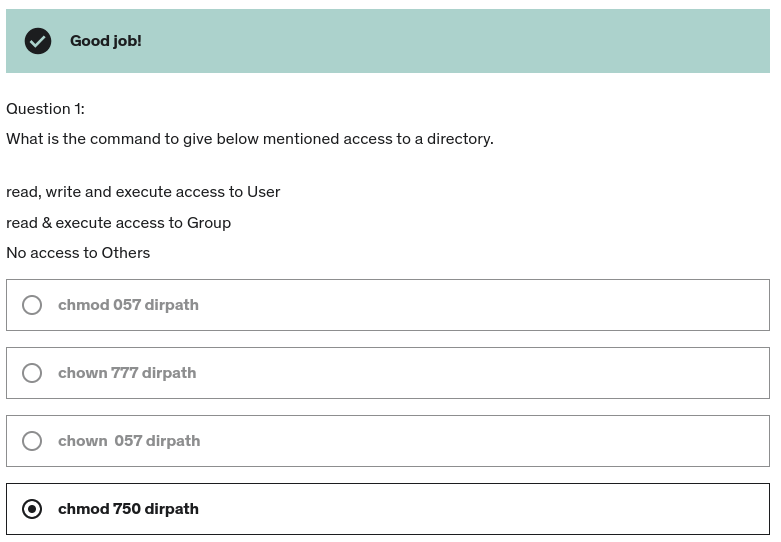 Good job!
Question 1:
What is the command to give below mentioned access to a directory.
read, write and execute access to User
read & execute access to Group
No access to Others
chmod 057 dirpath
chown 777 dirpath
chown  057 dirpath
chmod 750 dirpath